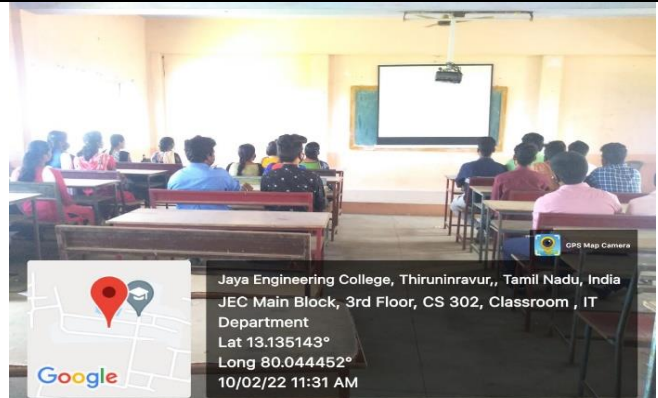 GPS Map Camera
Jaya Engineering College, Thiruninravur,, Tamil Nadu, India
JEC Main Block, 3rd Floor, CS 302, Classroom , IT
Department
Lat 13.135143°
Long 80.044452°
10/02/22 11:31 AM
Google